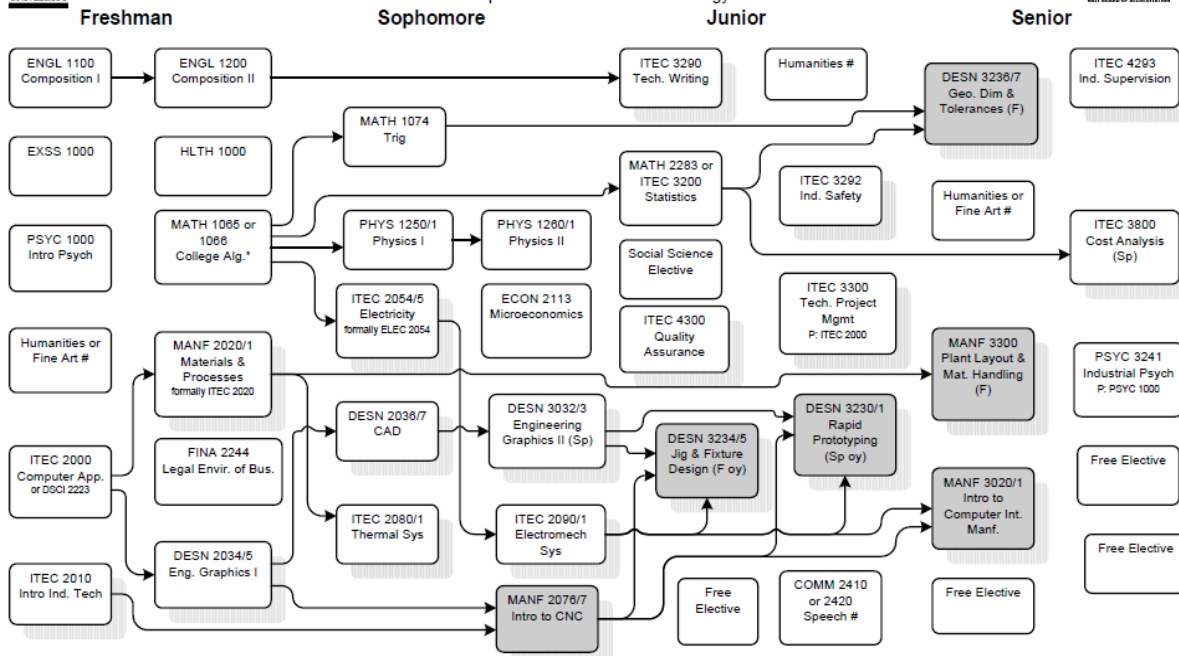 Freshman
Sophomore
Junior
Senior
ENGL 1100
Composition I
ENGL 1200
Composition II
ITEC 3290
Tech. Writing
Humanities #
DESN 3236/7
Geo. Dim &
Tolerances (F)
ITEC 4293
Ind. Supervision
MATH 1074
Trig
EXSS 1000
HLTH 1000
MATH 2283 or
ITEC 3200
Statistics
ITEC 3292
Ind. Safety
Humanities or
Fine Art #
PSYC 1000
Intro Psych
MATH 1065 or
1066
College Alg.*
PHYS 1250/1
Physics I
PHYS 1260/1
Physics II
ITEC 3800
Cost Analysis
(Sp)
Social Science
Elective
ITEC 2054/5
Electricity
formally ELEC 2054
ECON 2113
Microeconomics
ITEC 3300
Tech. Project
Mgmt
P: ITEC 2000
ITEC 4300
Quality
Assurance
Humanities or
Fine Art #
MANF 2020/1
Materials &
Processes
formally ITEC 2020
MANF 3300
Plant Layout &
Mat. Handling
(F)
PSYC 3241
Industrial Psych
P: PSYC 1000
DESN 2036/7
CAD
DESN 3032/3
Engineering
Graphics II (Sp)
DESN 3234/5
Jig & Fixture
Design (F oy)
DESN 3230/1
Rapid
Prototyping
(Sp oy)
ITEC 2000
Computer App.
or DSCI 2223
FINA 2244
Legal Envir. of Bus.
Free Elective
MANF 3020/1
Intro to
Computer Int.
Manf.
ITEC 2080/1
Thermal Sys
ITEC 2090/1
Electromech
Sys
DESN 2034/5
Eng. Graphics I
Free Elective
ITEC 2010
Intro Ind. Tech
MANF 2076/7
Intro to CNC
Free
Elective
COMM 2410
or 2420
Speech #
Free Elective